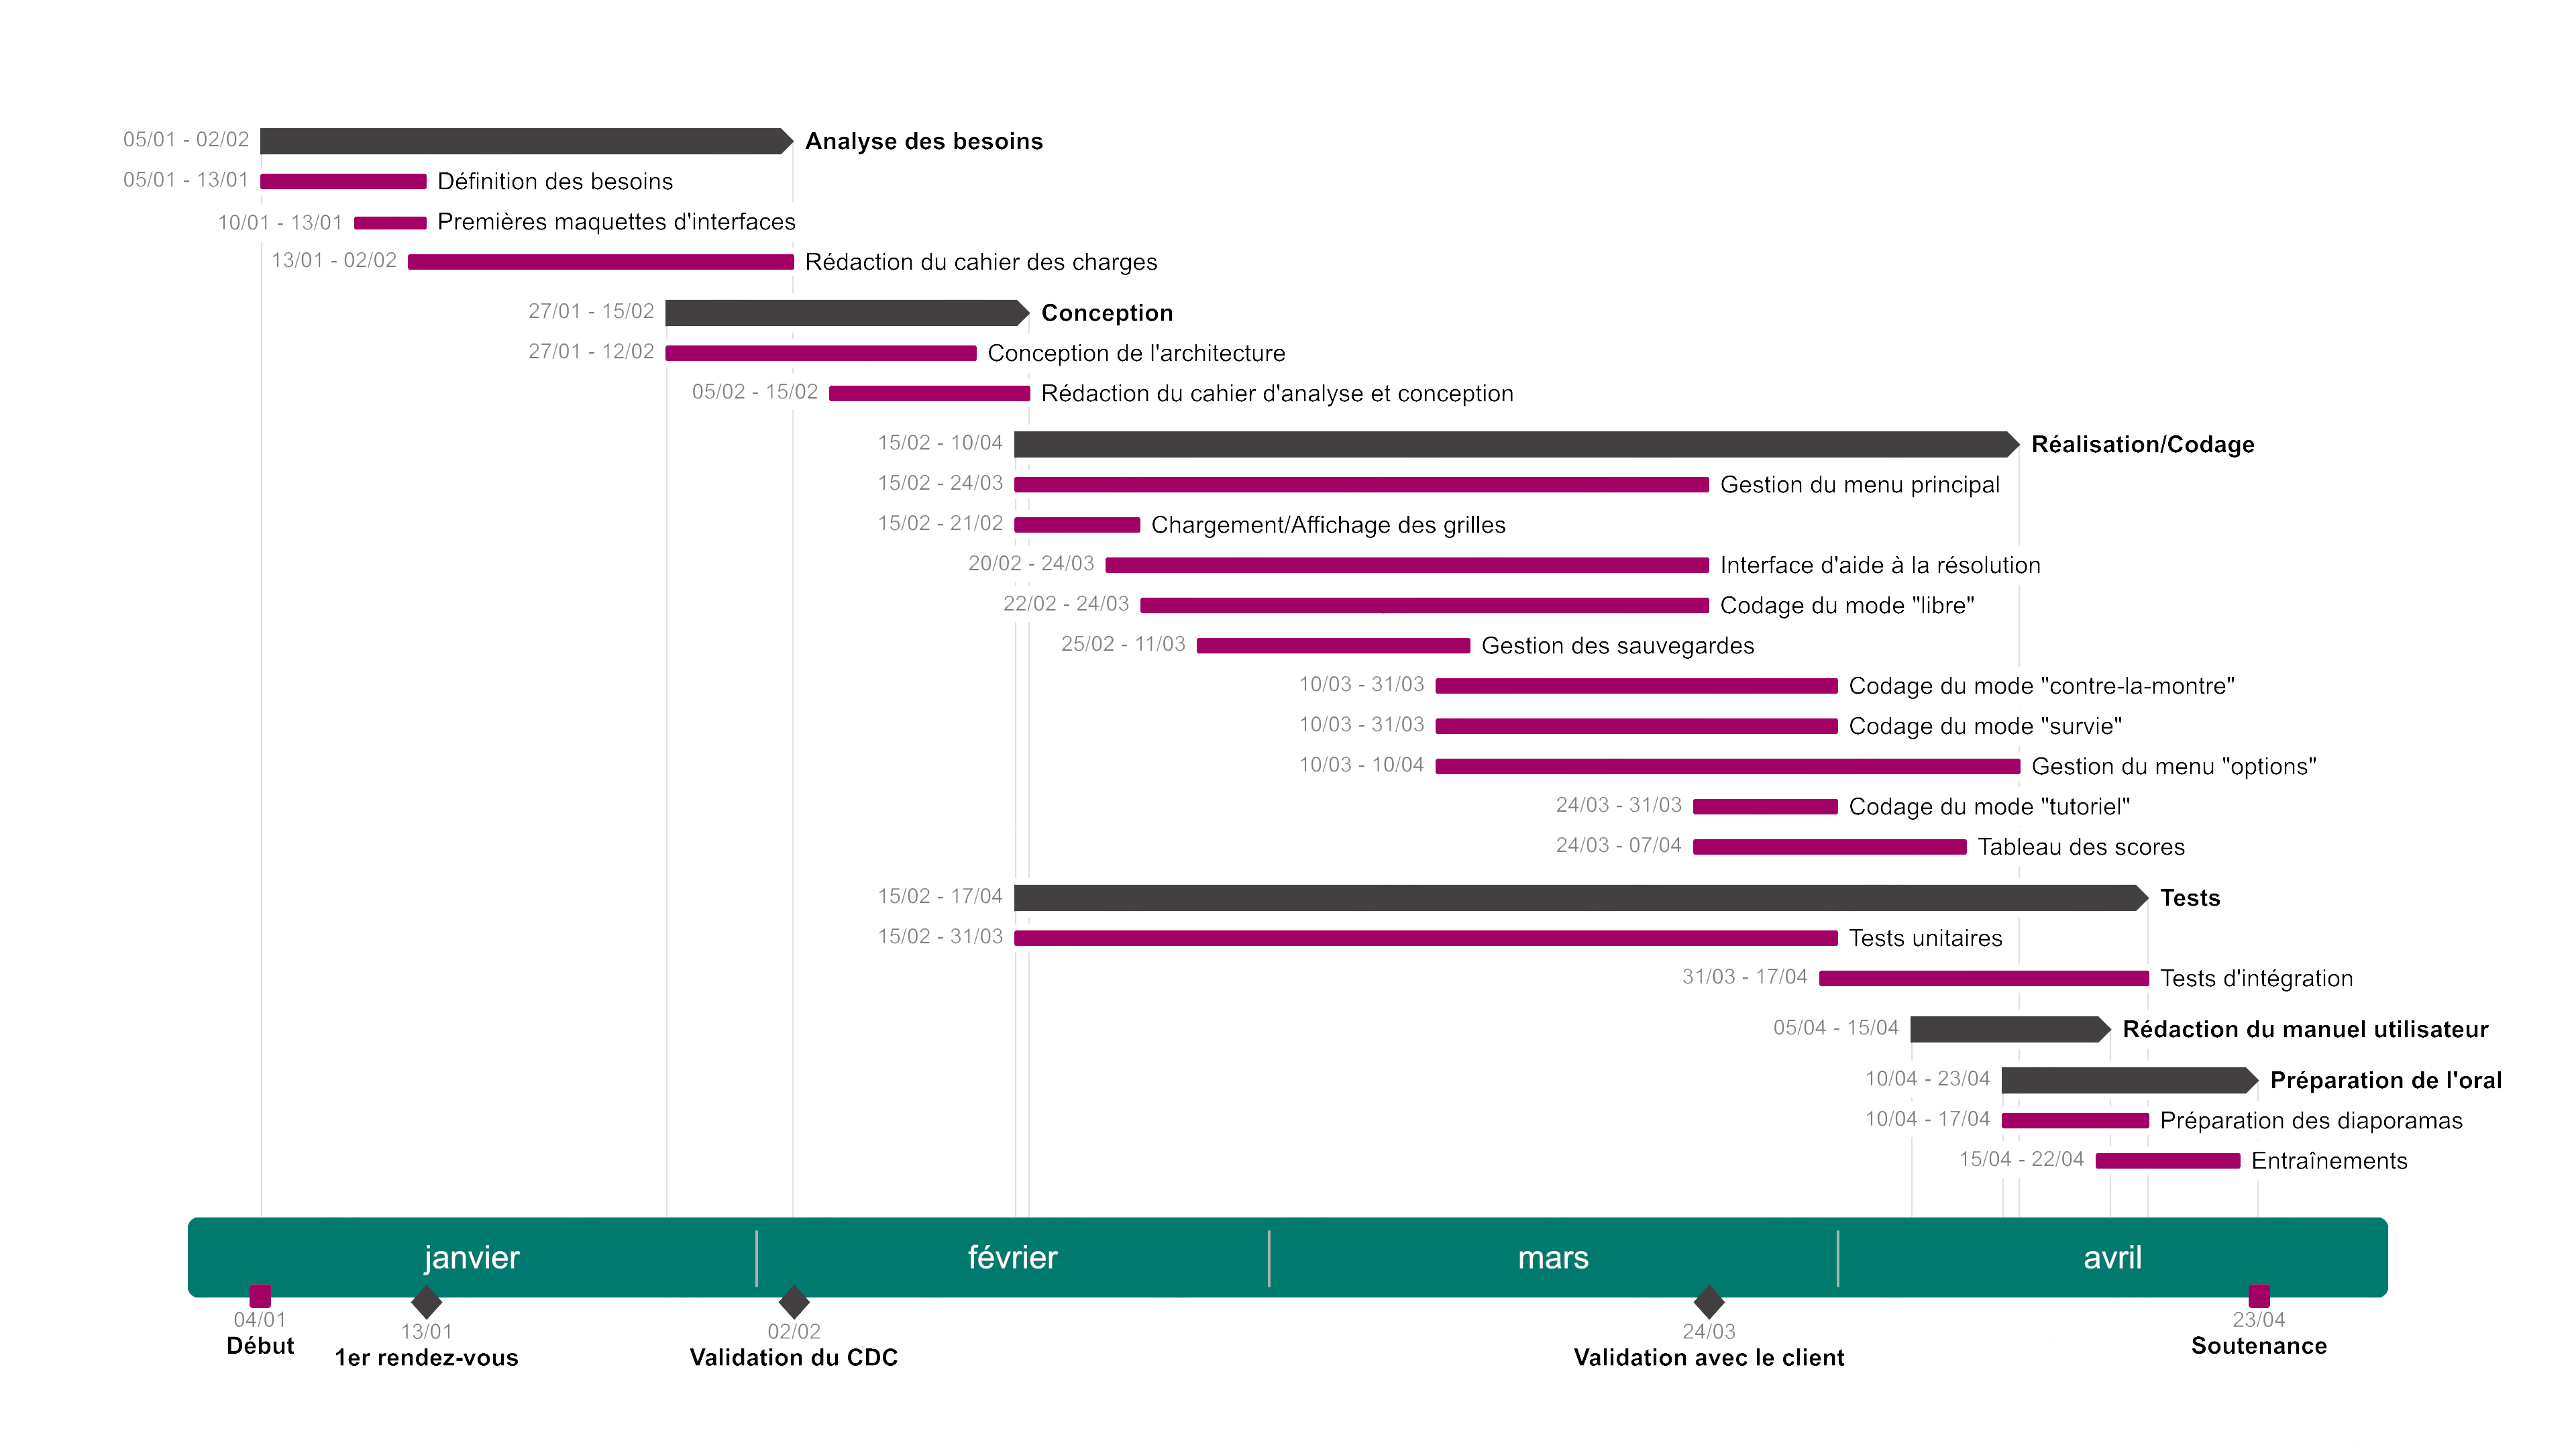 05/01 - 02/02 Analyse des besoins
05/01 - 13/01 Définition des besoins
10/01 - 13/01 Premières maquettes d'interfaces
13/01 - 02/02 Rédaction du cahier des charges
27/01 - 15/02 Conception
27/01 - 12/02 Conception de l'architecture
05/02 - 15/02 Rédaction du cahier d'analyse et conception
15/02 - 10/04 Réalisation/Codage
15/02 - 24/03 Gestion du menu principal
15/02 - 21/02 Chargement/Affichage des grilles
20/02 - 24/03 Interface d'aide à la résolution
22/02 - 24/03 Codage du mode "libre"
25/02 - 11/03 Gestion des sauvegardes
10/03 - 31/03 Codage du mode "contre-la-montre"
10/03 - 31/03 Codage du mode "survie"
10/03 - 10/04 Gestion du menu "options"
24/03 - 31/03 Codage du mode "tutoriel"
24/03 - 07/04 Tableau des scores
15/02 - 17/04 Tests
15/02 - 31/03 Tests unitaires
31/03 - 17/04 Tests d'intégration
05/04 - 15/04 Rédaction du manuel utilisateur
10/04 - 23/04 Préparation de l'oral
10/04 - 17/04 Préparation des diaporamas
15/04 - 22/04 Entraînements
janvier février mars avril
04/01
Début
13/01
1er rendez-vous
02/02
Validation du CDC
24/03
Validation avec le client
23/04
Soutenance